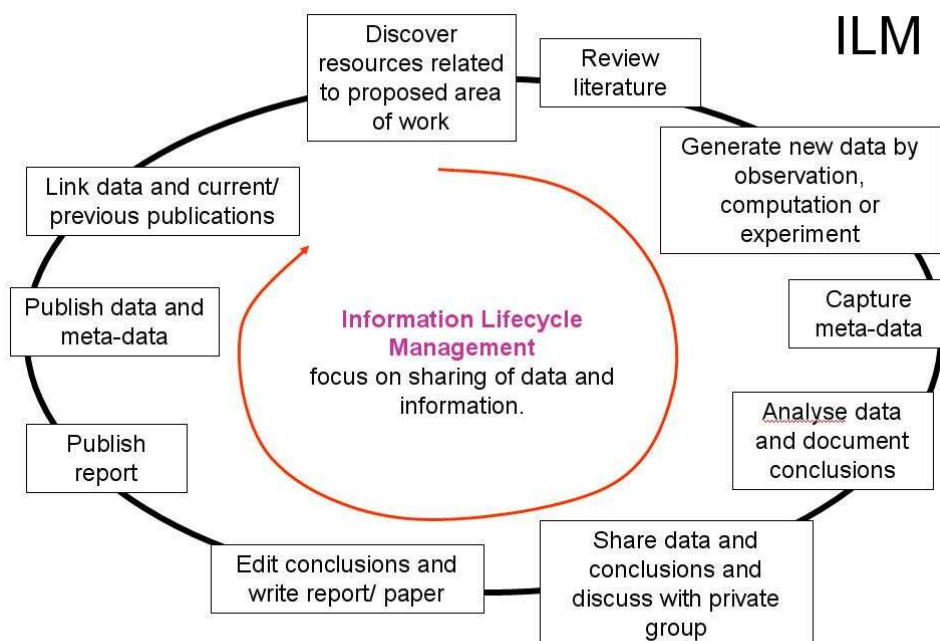 ILM
Discover
resources related
to proposed area
of work
Review
literature
Generate new data by
observation,
computation or
experiment
Capture
meta-data
Analyse data
and document
conclusions
Share data and
conclusions and
discuss with private
group
Edit conclusions and
write report/ paper
Publish
report
Publish data and
meta-data
Link data and current/
previous publications
Information Lifecycle
Management
focus on sharing of data and
information.